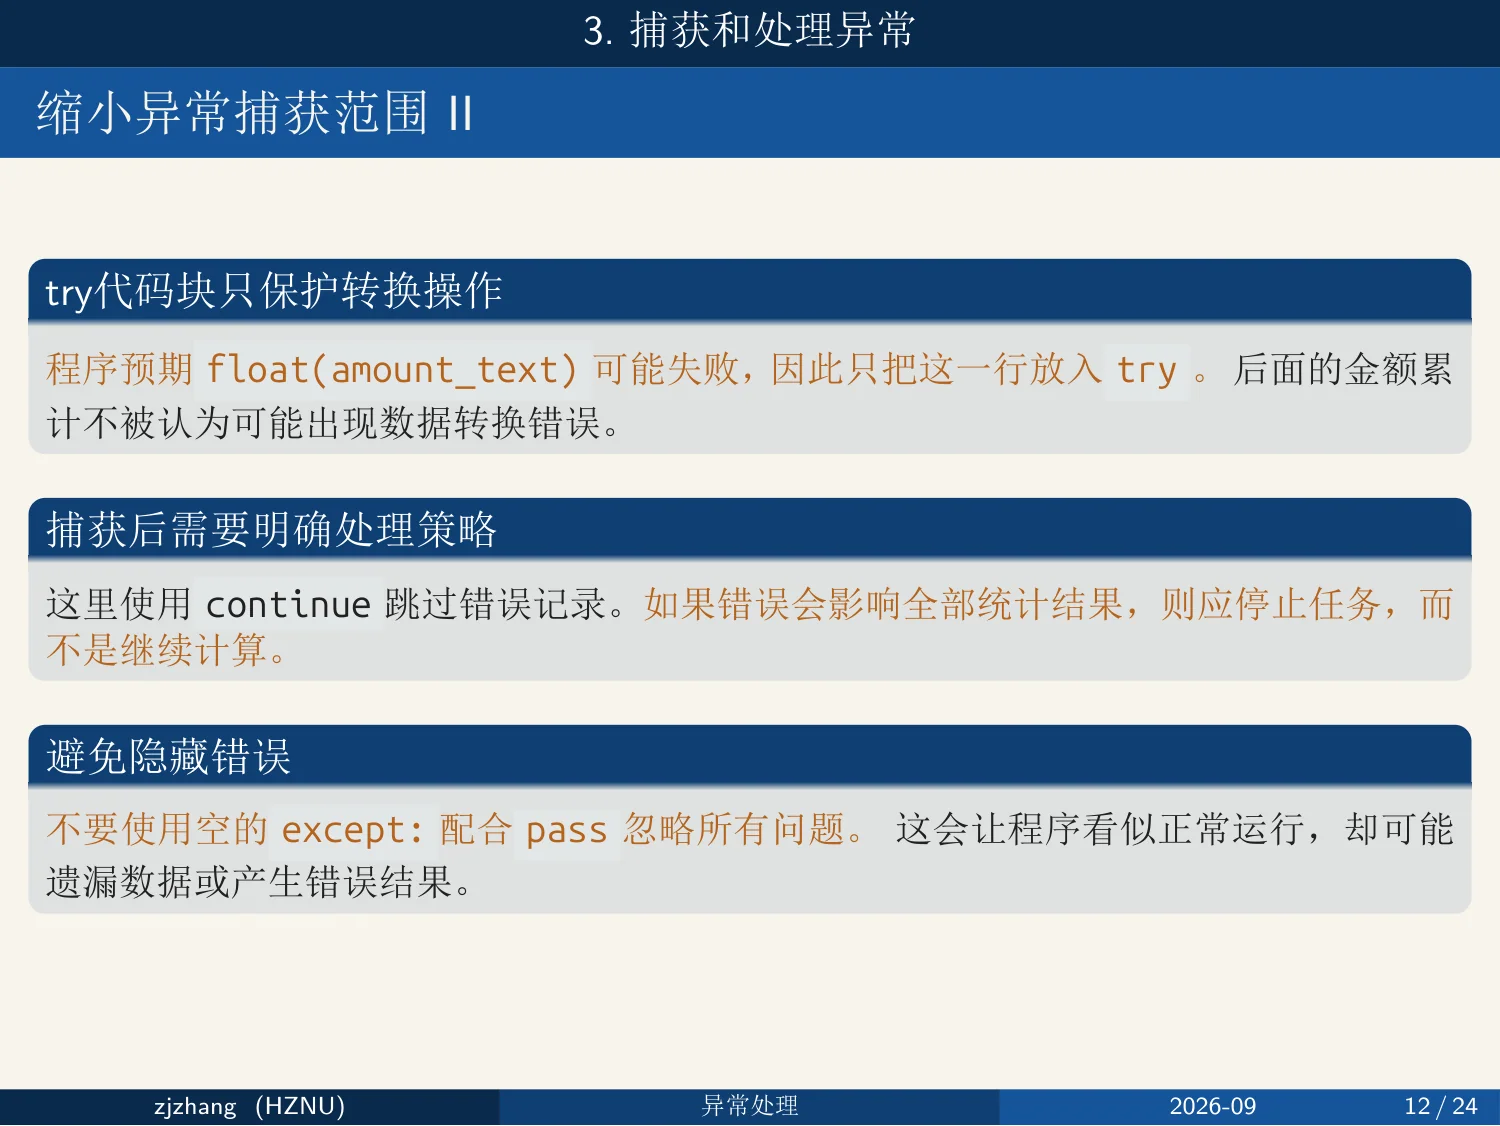 3. 捕获和处理异常
缩小异常捕获范围 II
try代码块只保护转换操作
程序预期 float(amount_text) 可能失败，因此只把这一行放入 try 。 后面的金额累
计不被认为可能出现数据转换错误。
捕获后需要明确处理策略
这里使用 continue 跳过错误记录。如果错误会影响全部统计结果，则应停止任务，而
不是继续计算。
避免隐藏错误
不要使用空的 except: 配合 pass 忽略所有问题。 这会让程序看似正常运行，却可能
遗漏数据或产生错误结果。
zjzhang (HZNU) 异常处理 2026-09 12 / 24